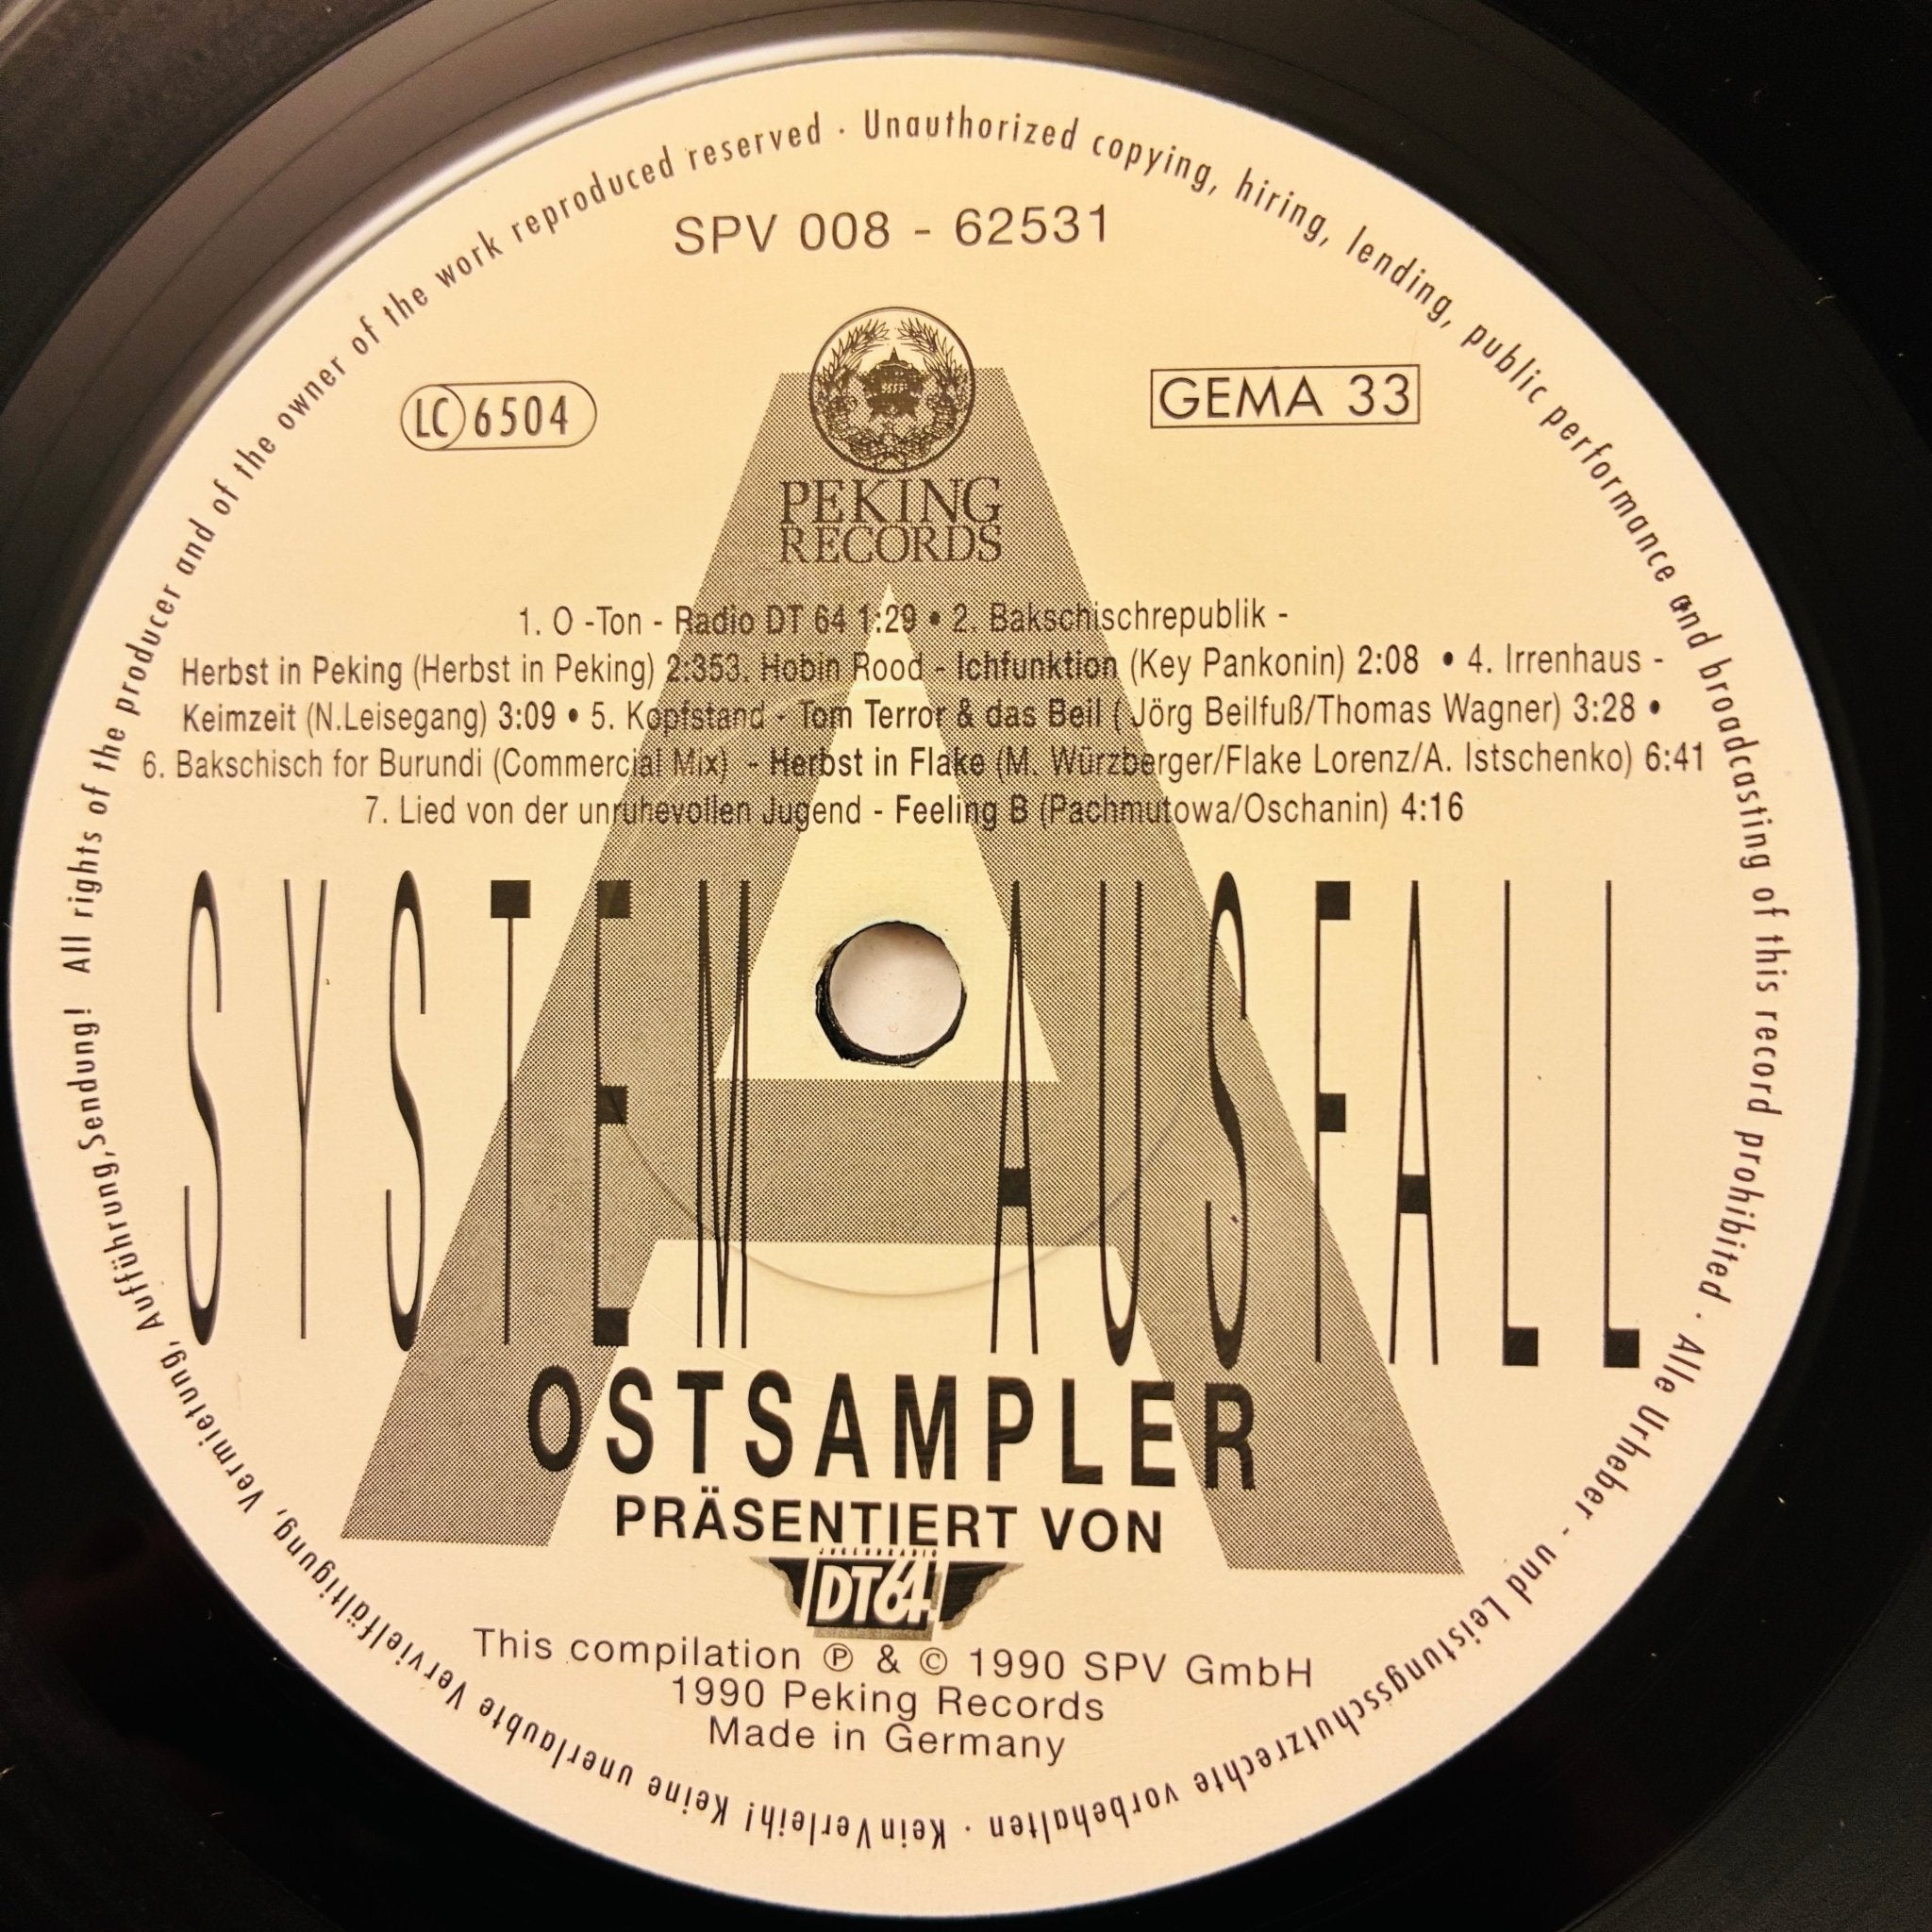 All rights of the producer and of the owner of the work reproduced reserved · Unauthorized copying, hiring, lending, public performance and broadcasting of this record prohibited · Alle Urheber - und Leistungsschutzrechte vorbehalten · Kein Verleih! Keine unerlaubte Vervielfältigung, Vermietung, Aufführung,Sendung!
SPV 008 - 62531
LC 6504
GEMA 33
PEKING
RECORDS
1. O -Ton - Radio DT 64 1:29 • 2. Bakschischrepublik -
Herbst in Peking (Herbst in Peking) 2:353. Hobin Rood - Ichfunktion (Key Pankonin) 2:08 • 4. Irrenhaus -
Keimzeit (N.Leisegang) 3:09 • 5. Kopfstand - Tom Terror & das Beil ( Jörg Beilfuß/Thomas Wagner) 3:28 •
6. Bakschisch for Burundi (Commercial Mix) - Herbst in Flake (M. Würzberger/Flake Lorenz/A. Istschenko) 6:41
7. Lied von der unruhevollen Jugend - Feeling B (Pachmutowa/Oschanin) 4:16
A
SYSTEM AUSFALL
OSTSAMPLER
PRÄSENTIERT VON
DT64
This compilation ℗ & © 1990 SPV GmbH
1990 Peking Records
Made in Germany